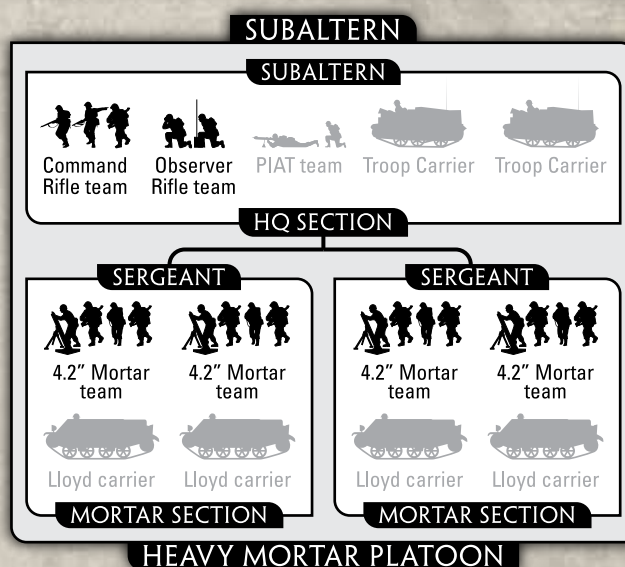 SUBALTERN
SUBALTERN
Command Rifle team
Observer Rifle team
PIAT team
Troop Carrier
Troop Carrier
HQ SECTION
SERGEANT
4.2” Mortar team
4.2” Mortar team
Lloyd carrier
Lloyd carrier
MORTAR SECTION
SERGEANT
4.2” Mortar team
4.2” Mortar team
Lloyd carrier
Lloyd carrier
MORTAR SECTION
HEAVY MORTAR PLATOON